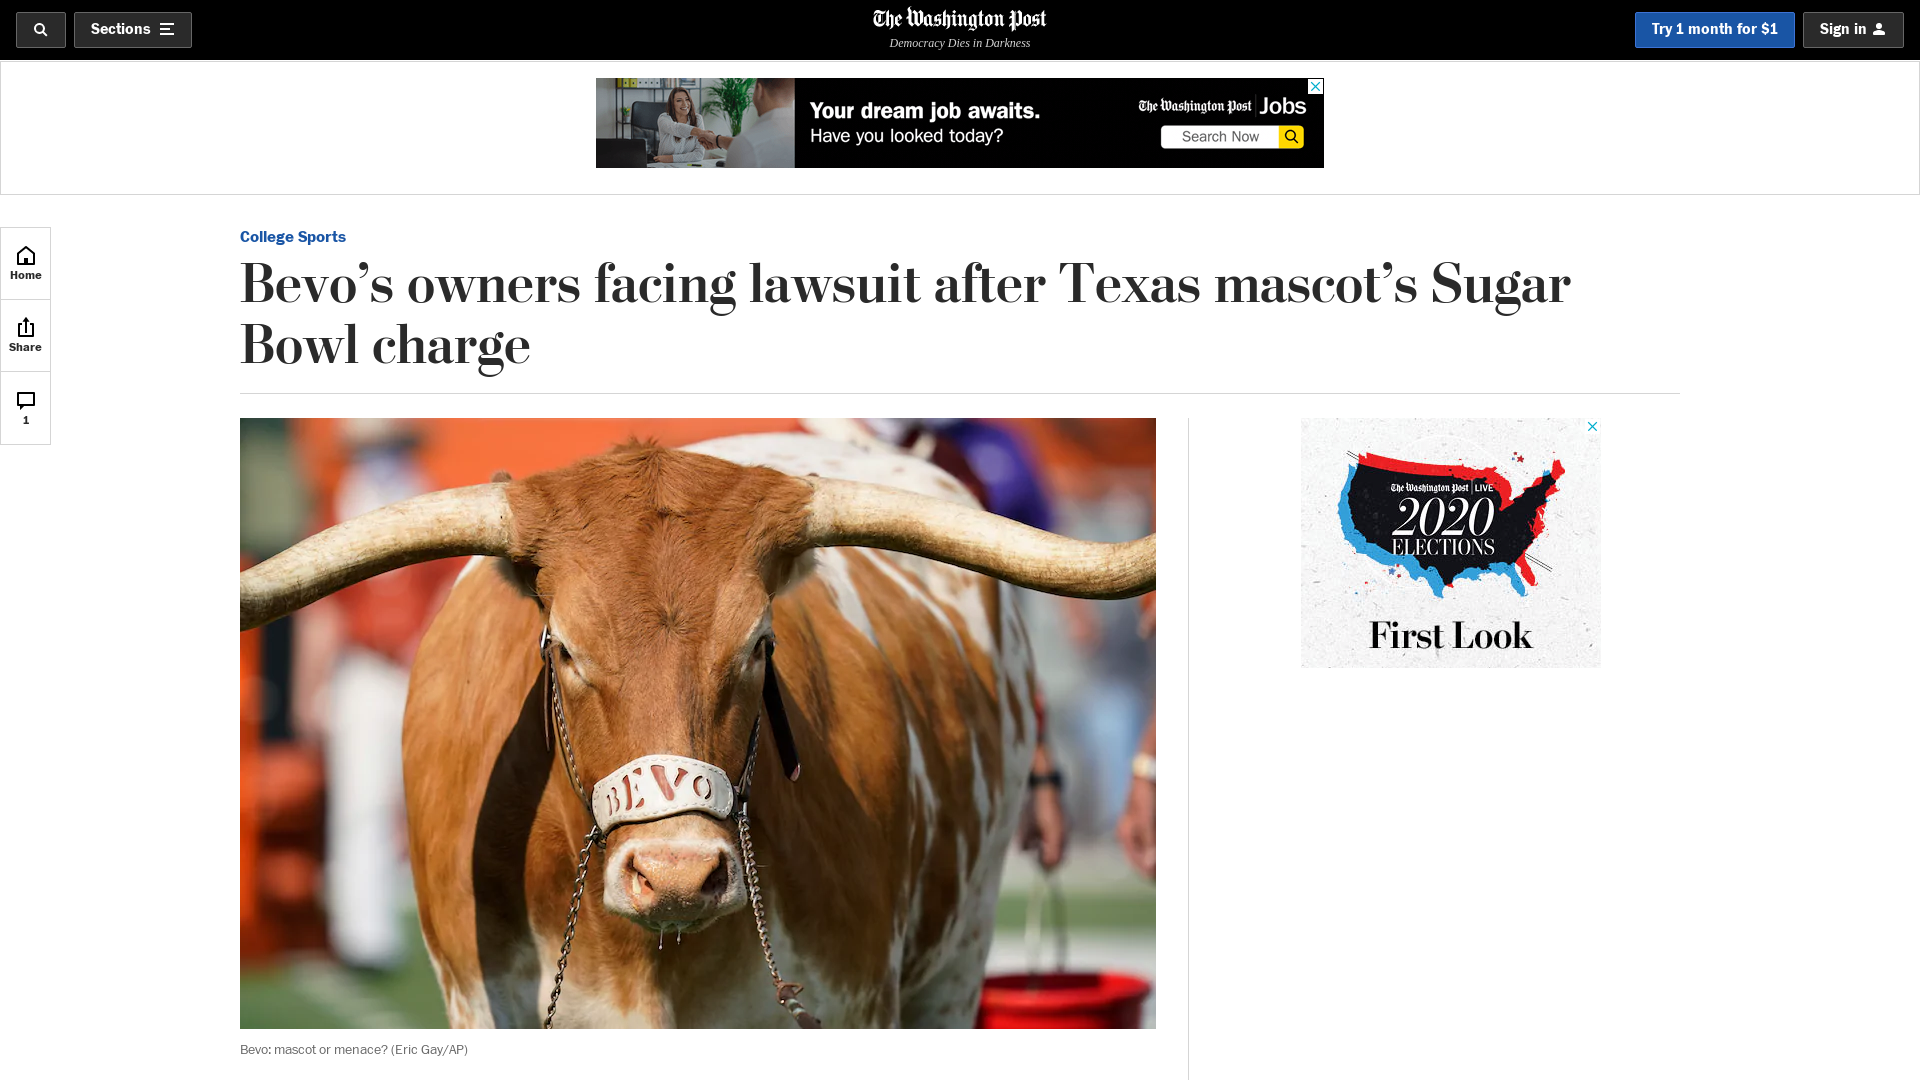 Sections
The Washington Post
Democracy Dies in Darkness
Try 1 month for $1
Sign in
Your dream job awaits.
Have you looked today?
The Washington Post Jobs
Search Now
Home
Share
1
College Sports
Bevo’s owners facing lawsuit after Texas mascot’s Sugar
Bowl charge
BEVO
The Washington Post LIVE
2020
ELECTIONS
First Look
Bevo: mascot or menace? (Eric Gay/AP)